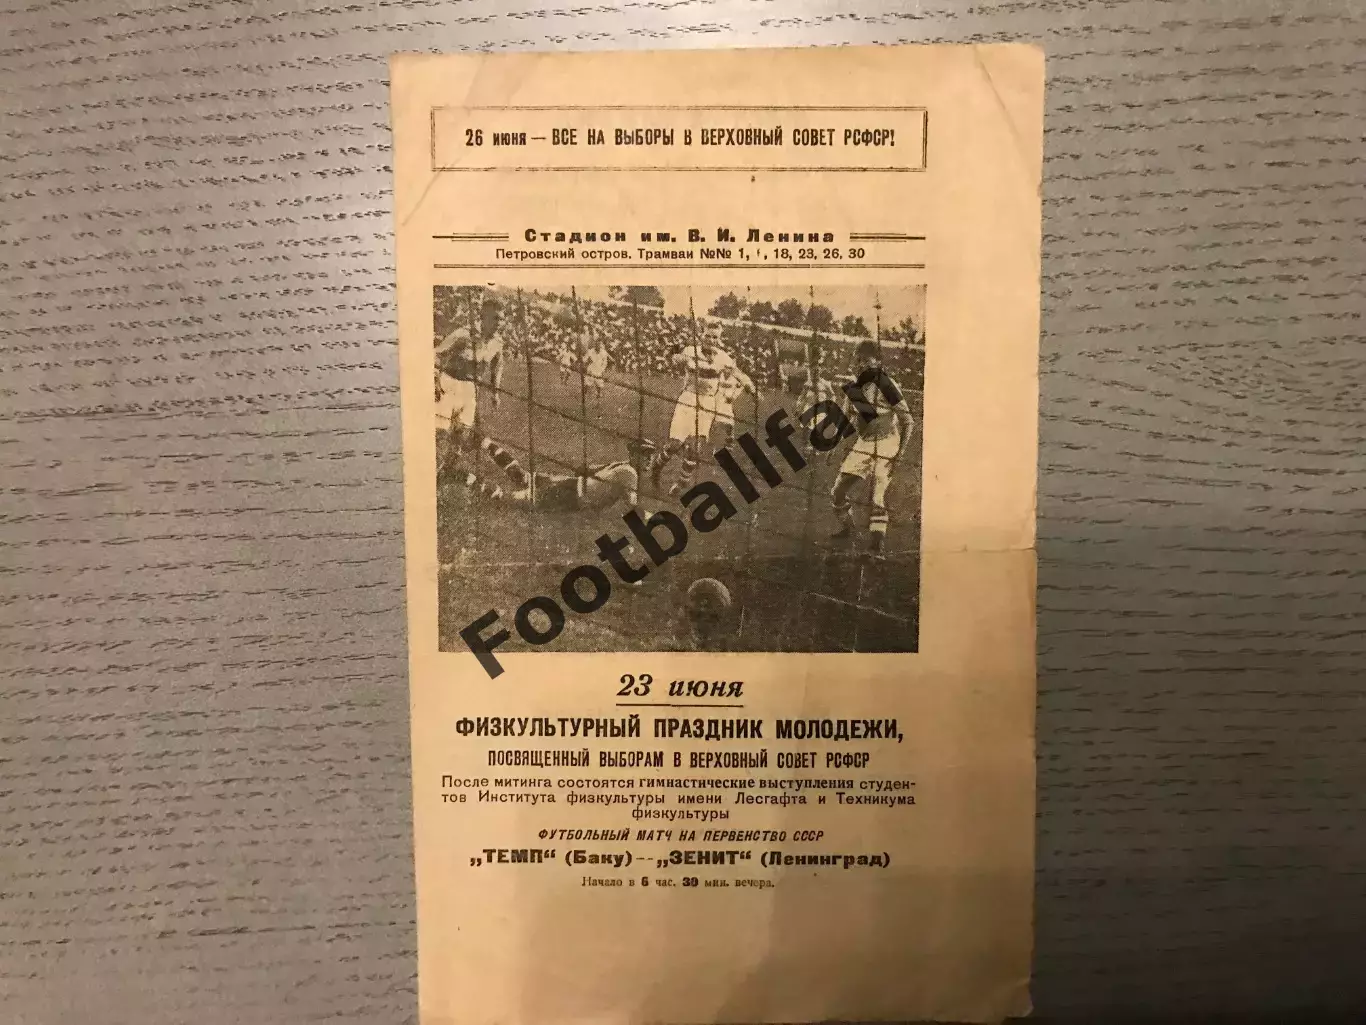 26 июня — ВСЕ НА ВЫБОРЫ В ВЕРХОВНЫЙ СОВЕТ РСФСР!
Стадион им. В. И. Ленина
Петровский остров. Трамваи №№ 1, 18, 23, 26, 30
Footballfan
23 июня
ФИЗКУЛЬТУРНЫЙ ПРАЗДНИК МОЛОДЕЖИ,
ПОСВЯЩЕННЫЙ ВЫБОРАМ В ВЕРХОВНЫЙ СОВЕТ РСФСР
После митинга состоятся гимнастические выступления студен-
тов Института физкультуры имени Лесгафта и Техникума
физкультуры
ФУТБОЛЬНЫЙ МАТЧ НА ПЕРВЕНСТВО СССР
„ТЕМП“ (Баку)--„ЗЕНИТ“ (Ленинград)
Начало в 6 час. 30 мин. вечера.